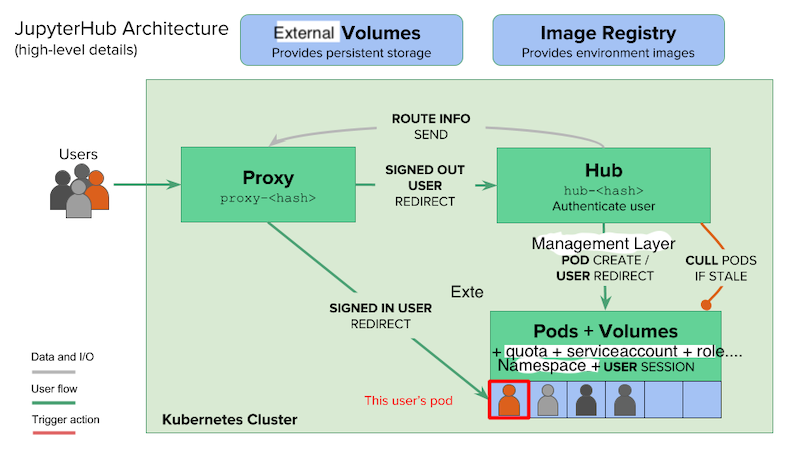 JupyterHub Architecture
(high-level details)
External Volumes
Provides persistent storage
Image Registry
Provides environment images
ROUTE INFO
SEND
Users
Proxy
proxy-<hash>
SIGNED OUT
USER
REDIRECT
Hub
hub-<hash>
Authenticate user
Management Layer
POD CREATE /
USER REDIRECT
CULL PODS
IF STALE
Exte
SIGNED IN USER
REDIRECT
Pods + Volumes
+ quota + serviceaccount + role....
Namespace + USER SESSION
This user's pod
Data and I/O
User flow
Trigger action
Kubernetes Cluster